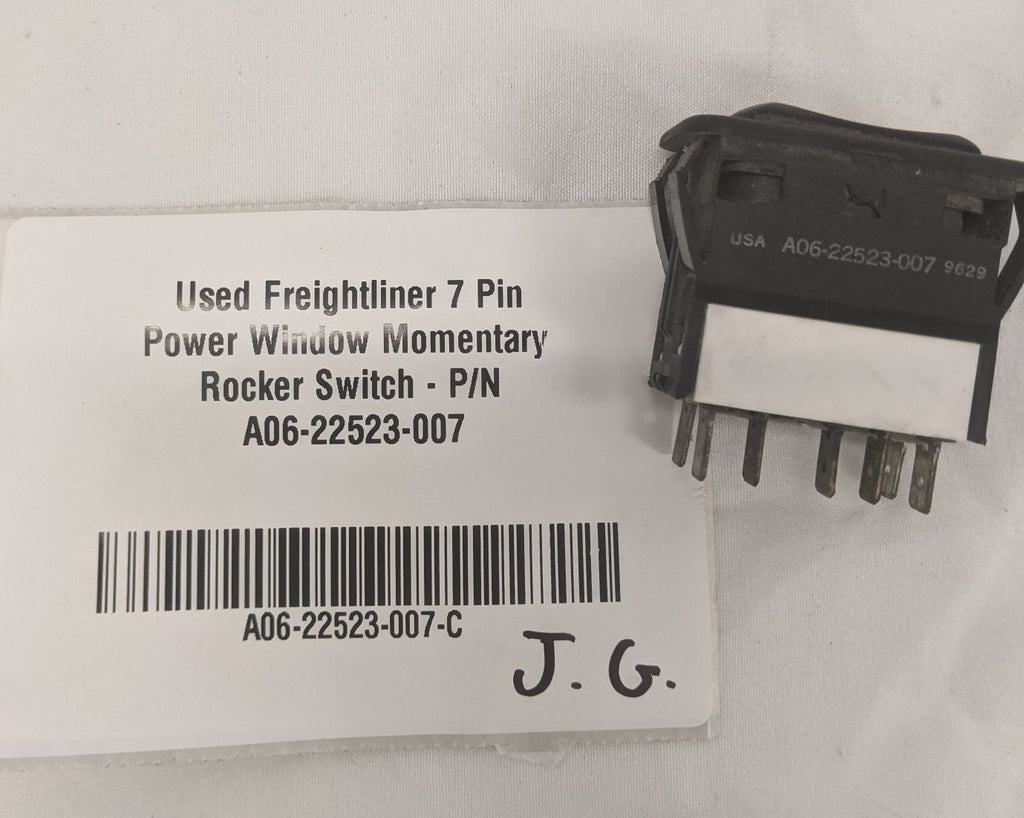 Used Freightliner 7 Pin
Power Window Momentary
Rocker Switch - P/N
A06-22523-007
A06-22523-007-C
J. G.
USA A06-22523-007 9629